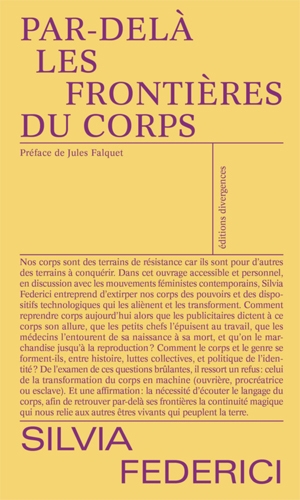 PAR-DELÀ
LES
FRONTIÈRES
DU CORPS
Préface de Jules Falquet
éditions divergences
Nos corps sont des terrains de résistance car ils sont pour d'autres
des terrains à conquérir. Dans cet ouvrage accessible et personnel,
en discussion avec les mouvements féministes contemporains, Silvia
Federici entreprend d'extirper nos corps des pouvoirs et des dispo-
sitifs technologiques qui les aliènent et les transforment. Comment
reprendre corps aujourd'hui alors que les publicitaires dictent à ce
corps son allure, que les petits chefs l'épuisent au travail, que les
médecins l'entourent de sa naissance à sa mort, et qu'on le mar-
chandise jusqu'à la reproduction ? Comment le corps et le genre se
forment-ils, entre histoire, luttes collectives, et politique de l'iden-
tité ? De l'examen de ces questions brûlantes, il ressort un refus : celui
de la transformation du corps en machine (ouvrière, procréatrice
ou esclave). Et une affirmation : la nécessité d'écouter le langage du
corps, afin de retrouver par-delà ses frontières la continuité magique
qui nous relie aux autres êtres vivants qui peuplent la terre.
SILVIA
FEDERICI